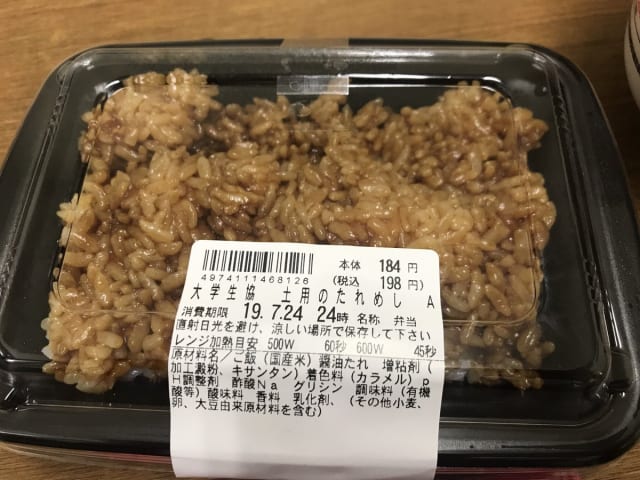 4974111468126
本体 184 円
(税込 198 円)
大学生協 土用のたれめし A
消費期限 19.7.24 24時 名称 弁当
直射日光を避け、涼しい場所で保存して下さい
レンジ加熱目安 500W 60秒 600W 45秒
原材料名/ご飯(国産米) 醤油たれ 増粘剤(
加工澱粉、キサンタン) 着色料(カラメル) p
H調整剤 酢酸Na グリシン 調味料(有機
酸等) 酸味料 香料 乳化剤、(その他小麦、
卵、大豆由来原材料を含む)